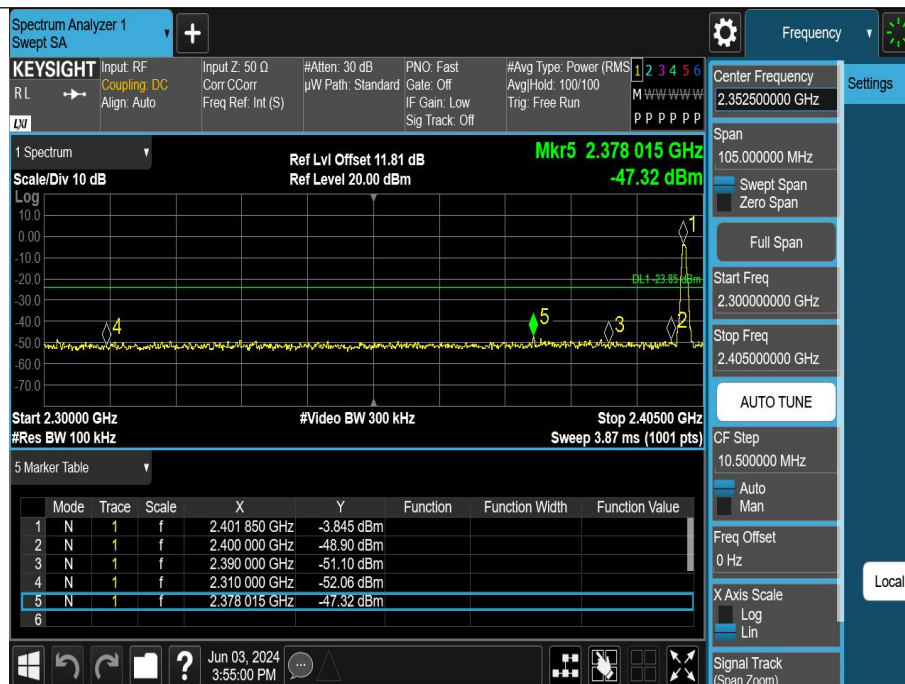 Spectrum Analyzer 1
Swept SA
+
Frequency
KEYSIGHT
RL
LXI
Input: RF
Coupling: DC
Align: Auto
Input Z: 50 Ω
Corr CCorr
Freq Ref: Int (S)
#Atten: 30 dB
µW Path: Standard
PNO: Fast
Gate: Off
IF Gain: Low
Sig Track: Off
#Avg Type: Power (RMS
Avg|Hold: 100/100
Trig: Free Run
1 2 3 4 5 6
M W W W W W
P P P P P P
1 Spectrum
Scale/Div 10 dB
Ref Lvl Offset 11.81 dB
Ref Level 20.00 dBm
Mkr5 2.378 015 GHz
-47.32 dBm
Log
10.0
0.00
-10.0
-20.0
-30.0
-40.0
-50.0
-60.0
-70.0
DL1 -23.85 dBm
1
2
3
4
5
Start 2.30000 GHz
#Video BW 300 kHz
Stop 2.40500 GHz
#Res BW 100 kHz
Sweep 3.87 ms (1001 pts)
5 Marker Table
Mode Trace Scale X Y Function Function Width Function Value
1 N 1 f 2.401 850 GHz -3.845 dBm
2 N 1 f 2.400 000 GHz -48.90 dBm
3 N 1 f 2.390 000 GHz -51.10 dBm
4 N 1 f 2.310 000 GHz -52.06 dBm
5 N 1 f 2.378 015 GHz -47.32 dBm
6
?
Jun 03, 2024
3:55:00 PM
Center Frequency
2.352500000 GHz
Settings
Span
105.000000 MHz
Swept Span
Zero Span
Full Span
Start Freq
2.300000000 GHz
Stop Freq
2.405000000 GHz
AUTO TUNE
CF Step
10.500000 MHz
Auto
Man
Freq Offset
0 Hz
Local
X Axis Scale
Log
Lin
Signal Track
(Span Zoom)